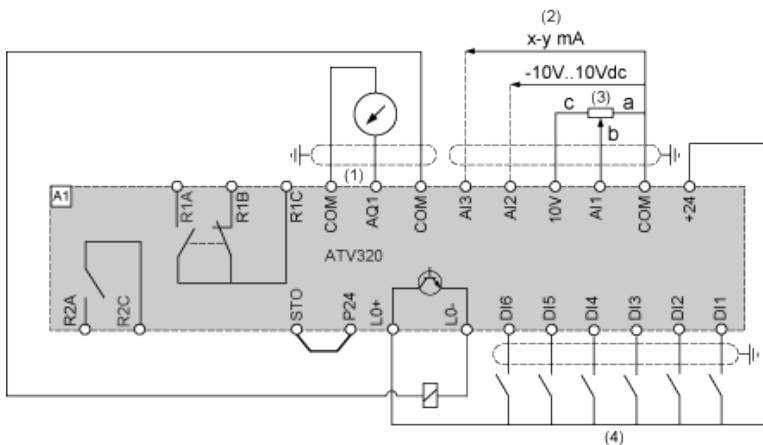 (2)
x-y mA
-10V..10Vdc
c
(3)
a
b
(1)
A1
R1A
R1B
R1C
COM
AQ1
COM
AI3
AI2
10V
AI1
COM
+24
ATV320
R2A
R2C
STO
P24
L0+
L0-
DI6
DI5
DI4
DI3
DI2
DI1
(4)